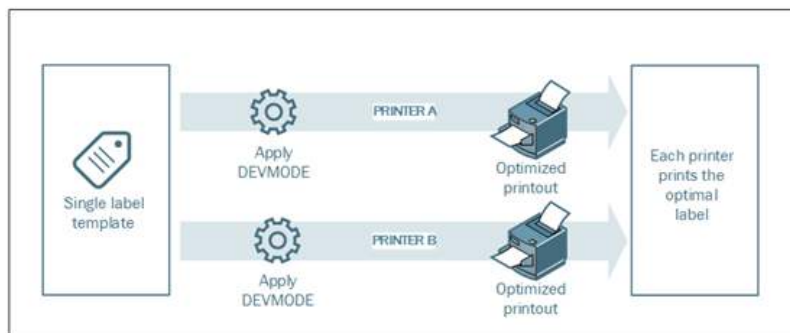 Single label
template
PRINTER A
Apply
DEVMODE
Optimized
printout
PRINTER B
Apply
DEVMODE
Optimized
printout
Each printer
prints the
optimal
label